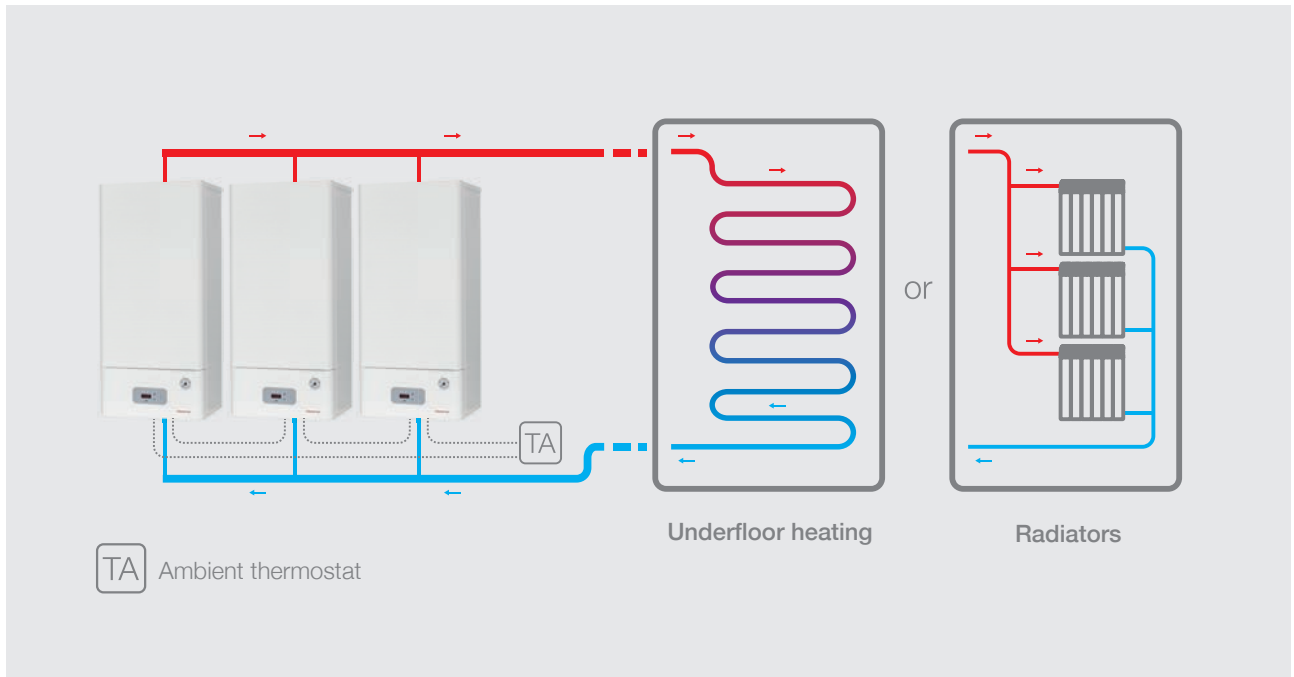 or
TA
Underfloor heating
Radiators
TA Ambient thermostat